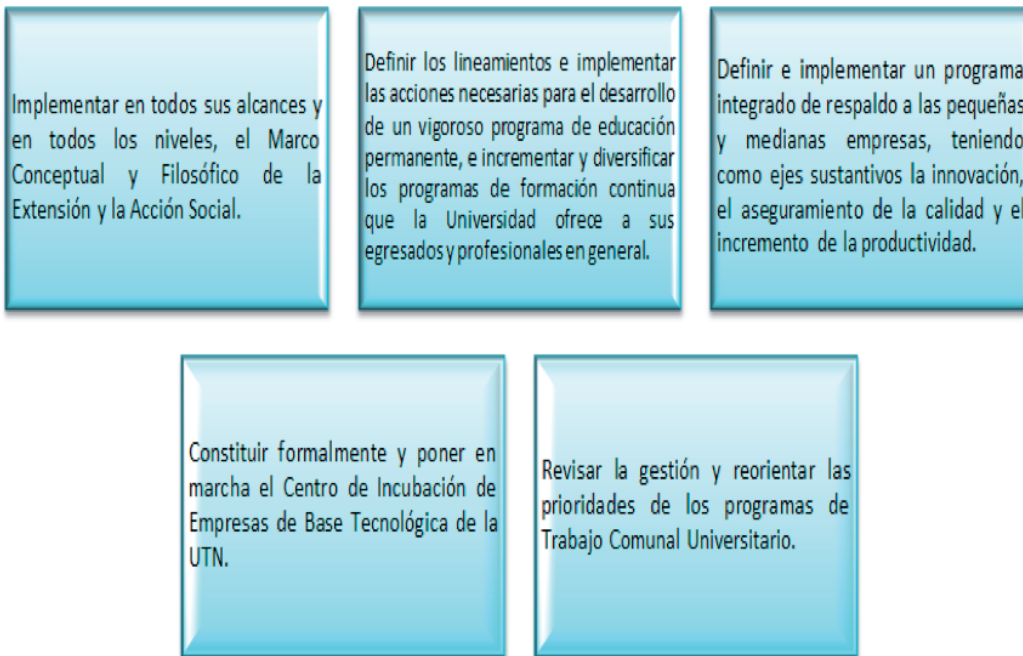 Implementar en todos sus alcances y
en todos los niveles, el Marco
Conceptual y Filosófico de la
Extensión y la Acción Social.
Definir los lineamientos e implementar
las acciones necesarias para el desarrollo
de un vigoroso programa de educación
permanente, e incrementar y diversificar
los programas de formación continua
que la Universidad ofrece a sus
egresados y profesionales en general.
Definir e implementar un programa
integrado de respaldo a las pequeñas
y medianas empresas, teniendo
como ejes sustantivos la innovación,
el aseguramiento de la calidad y el
incremento de la productividad.
Constituir formalmente y poner en
marcha el Centro de Incubación de
Empresas de Base Tecnológica de la
UTN.
Revisar la gestión y reorientar las
prioridades de los programas de
Trabajo Comunal Universitario.